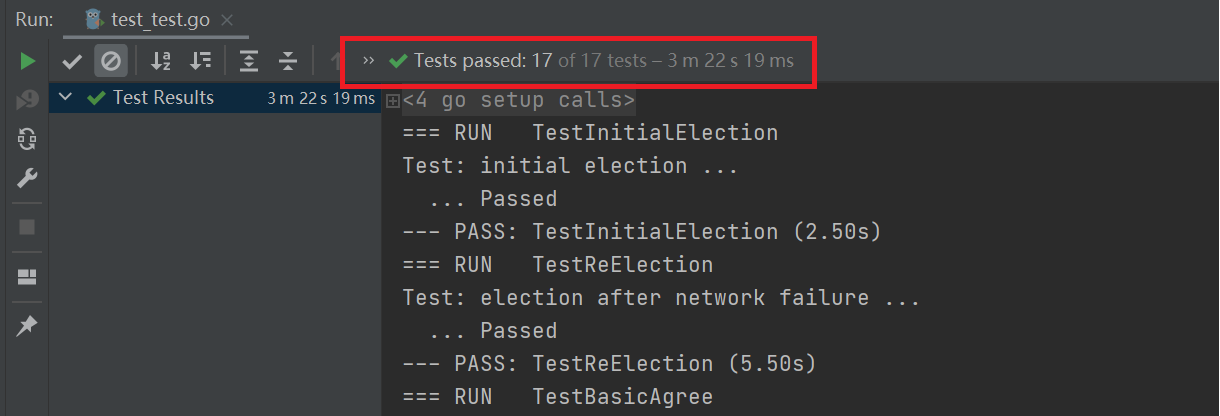 Run: test_test.go
Tests passed: 17 of 17 tests – 3 m 22 s 19 ms
Test Results 3 m 22 s 19 ms
<4 go setup calls>
=== RUN   TestInitialElection
Test: initial election ...
  ... Passed
--- PASS: TestInitialElection (2.50s)
=== RUN   TestReElection
Test: election after network failure ...
  ... Passed
--- PASS: TestReElection (5.50s)
=== RUN   TestBasicAgree